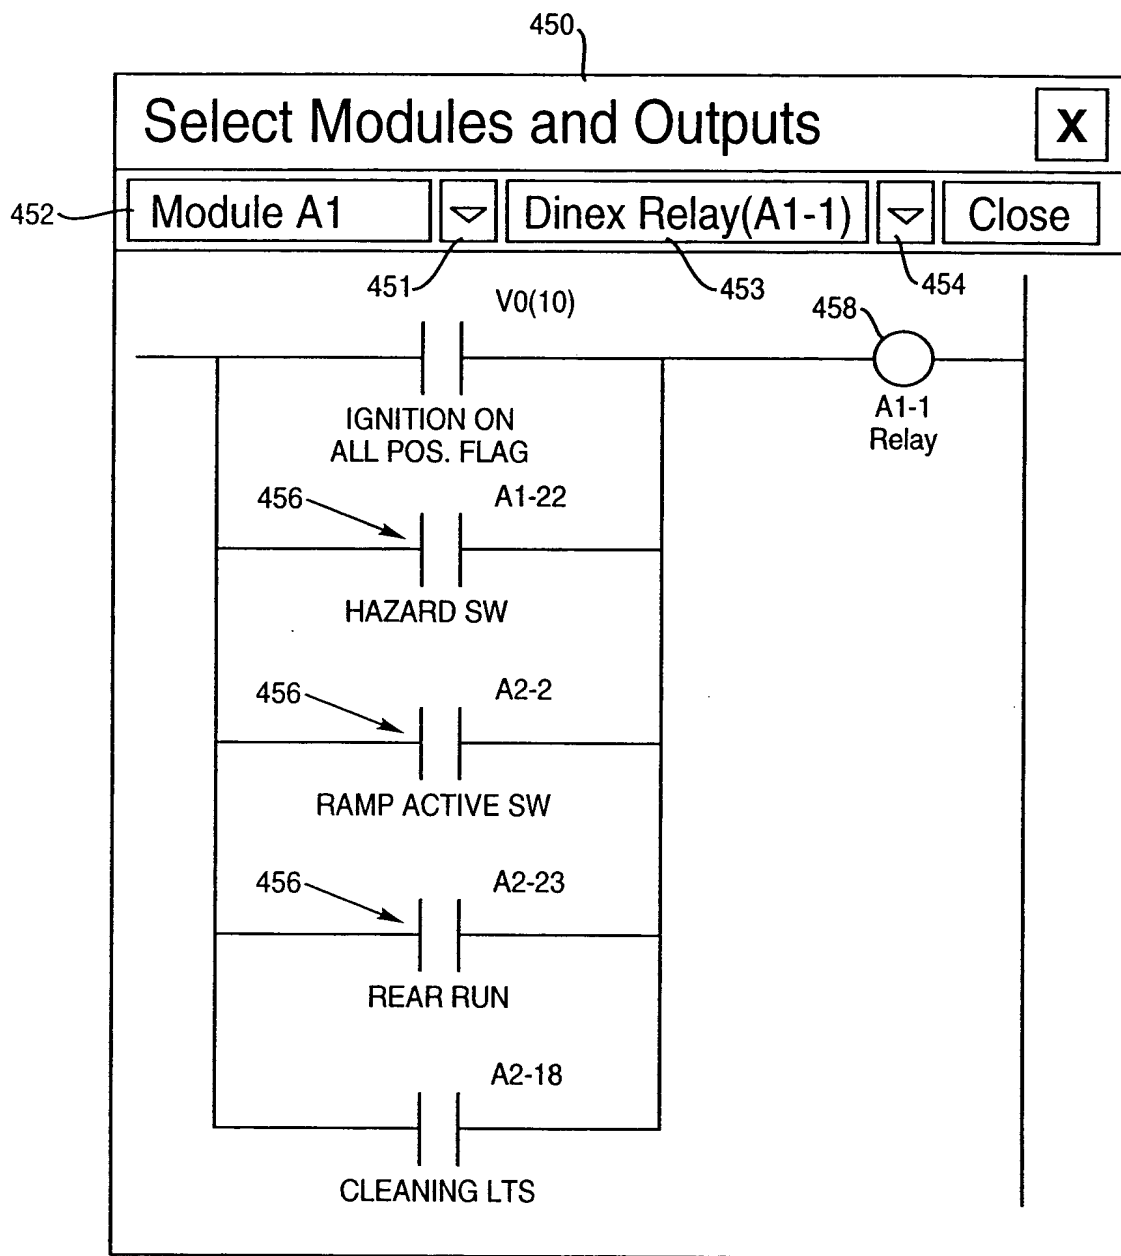 450
Select Modules and Outputs X
452 Module A1 Dinex Relay(A1-1) Close
451 453 454
V0(10) 458
IGNITION ON
ALL POS. FLAG
A1-1
Relay
456 A1-22
HAZARD SW
456 A2-2
RAMP ACTIVE SW
456 A2-23
REAR RUN
A2-18
CLEANING LTS